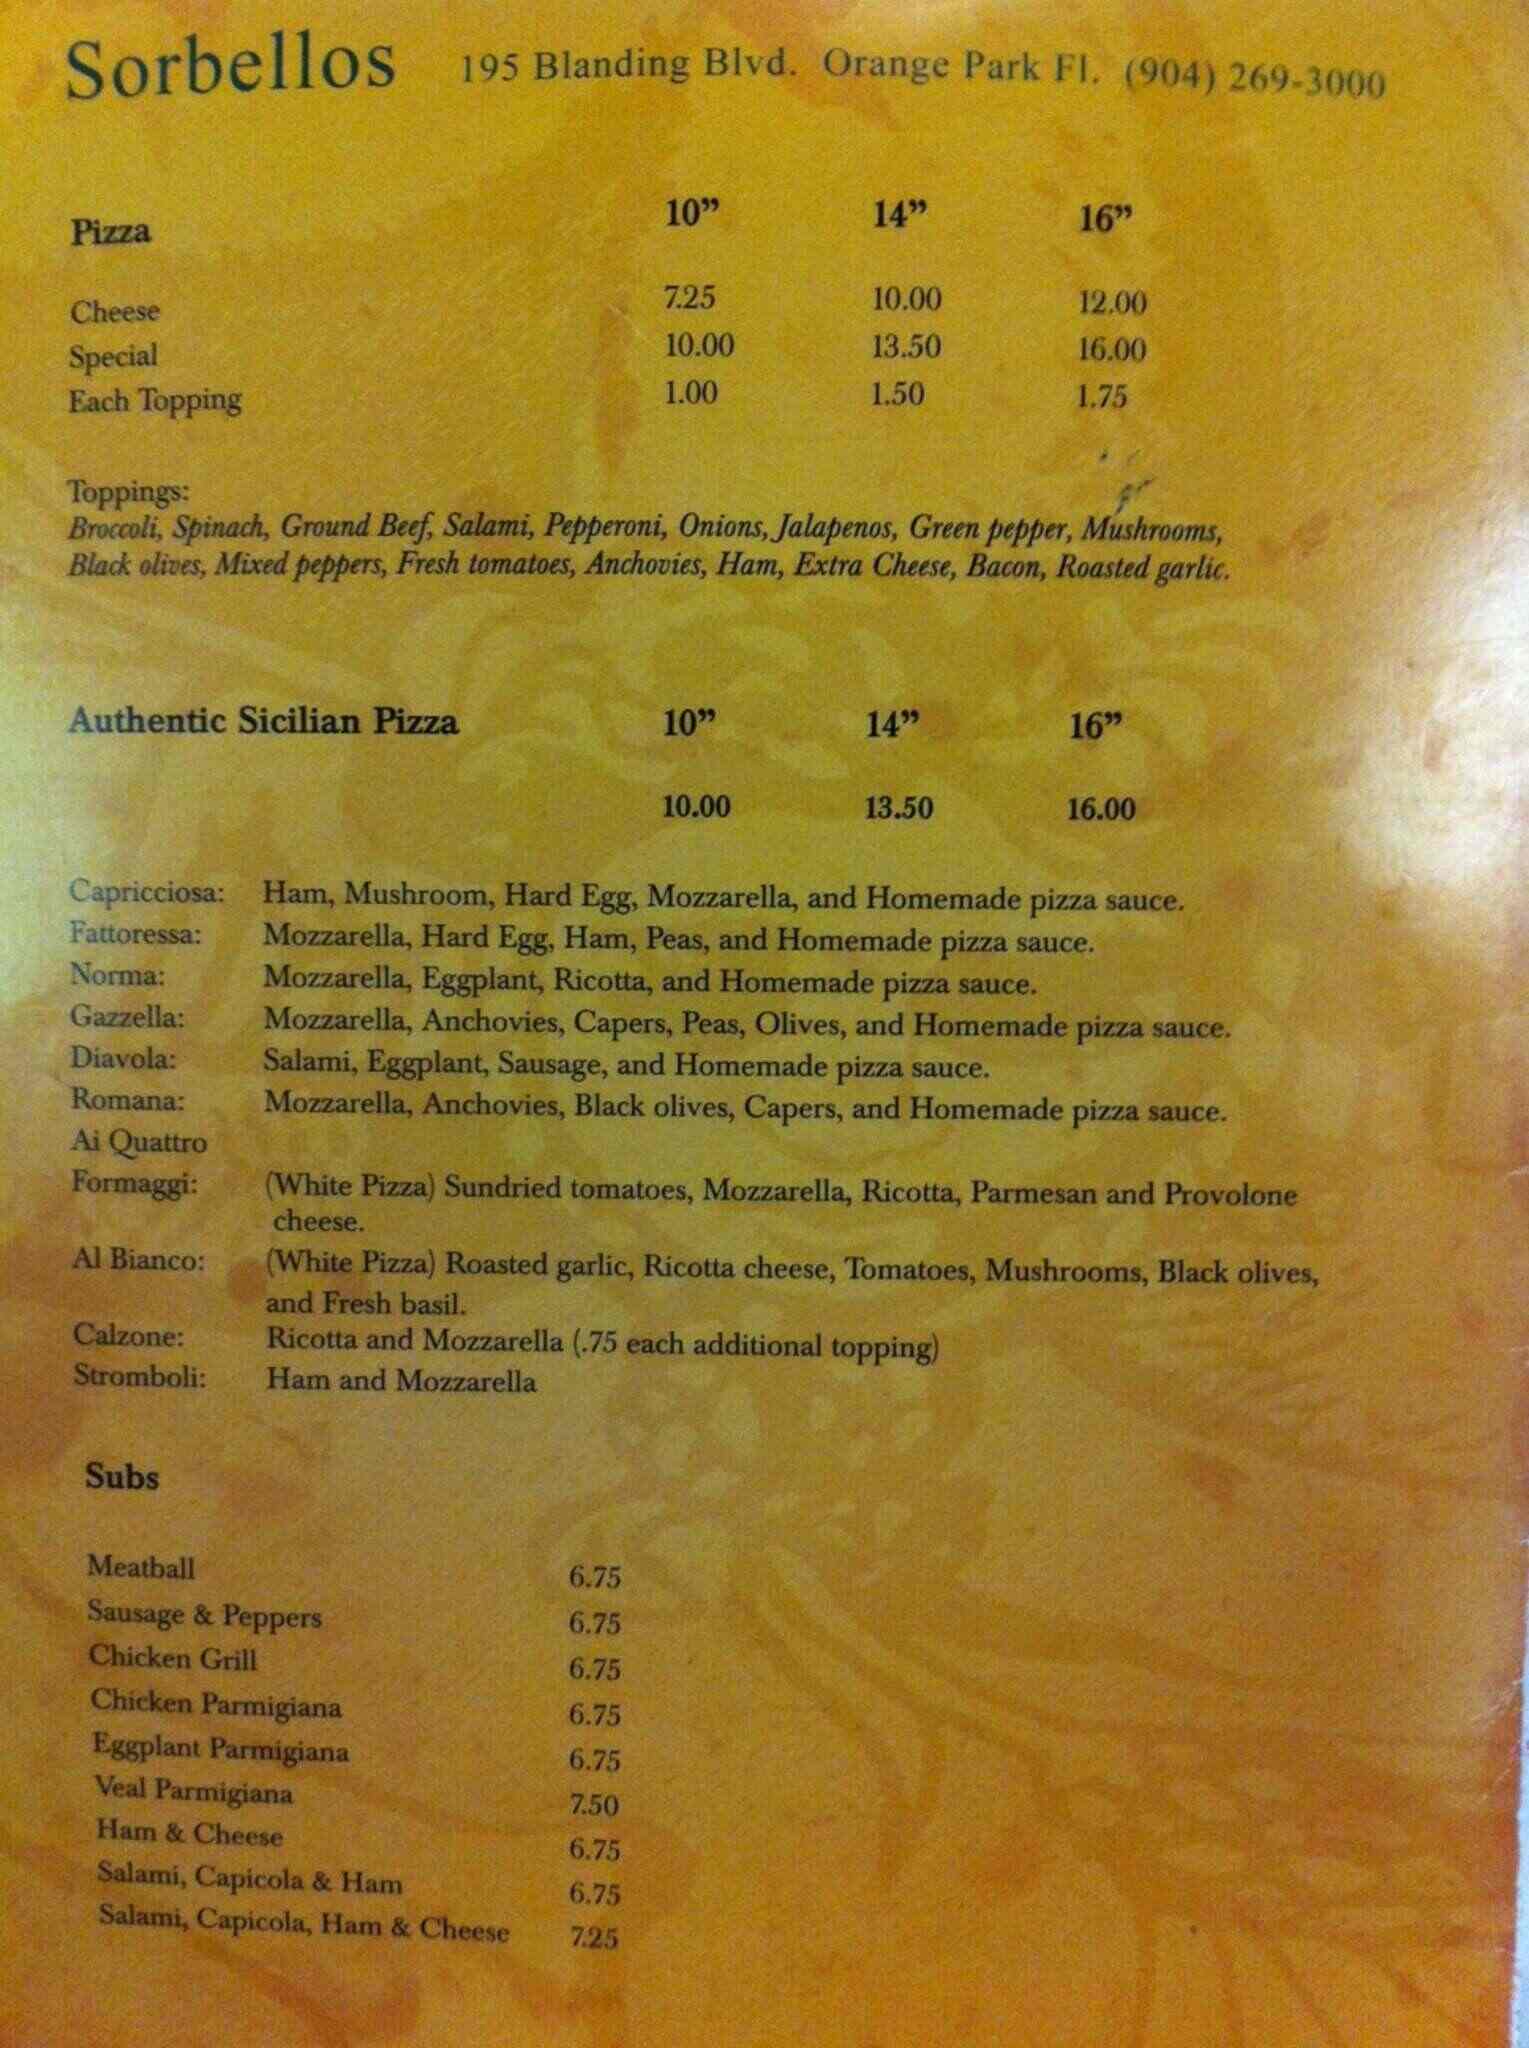 Sorbellos 195 Blanding Blvd. Orange Park Fl. (904) 269-3000
Pizza 10” 14” 16”
Cheese 7.25 10.00 12.00
Special 10.00 13.50 16.00
Each Topping 1.00 1.50 1.75
Toppings:
Broccoli, Spinach, Ground Beef, Salami, Pepperoni, Onions, Jalapenos, Green pepper, Mushrooms,
Black olives, Mixed peppers, Fresh tomatoes, Anchovies, Ham, Extra Cheese, Bacon, Roasted garlic.
Authentic Sicilian Pizza 10” 14” 16”
10.00 13.50 16.00
Capricciosa: Ham, Mushroom, Hard Egg, Mozzarella, and Homemade pizza sauce.
Fattoressa: Mozzarella, Hard Egg, Ham, Peas, and Homemade pizza sauce.
Norma: Mozzarella, Eggplant, Ricotta, and Homemade pizza sauce.
Gazzella: Mozzarella, Anchovies, Capers, Peas, Olives, and Homemade pizza sauce.
Diavola: Salami, Eggplant, Sausage, and Homemade pizza sauce.
Romana: Mozzarella, Anchovies, Black olives, Capers, and Homemade pizza sauce.
Ai Quattro
Formaggi: (White Pizza) Sundried tomatoes, Mozzarella, Ricotta, Parmesan and Provolone
cheese.
Al Bianco: (White Pizza) Roasted garlic, Ricotta cheese, Tomatoes, Mushrooms, Black olives,
and Fresh basil.
Calzone: Ricotta and Mozzarella (.75 each additional topping)
Stromboli: Ham and Mozzarella
Subs
Meatball 6.75
Sausage & Peppers 6.75
Chicken Grill 6.75
Chicken Parmigiana 6.75
Eggplant Parmigiana 6.75
Veal Parmigiana 7.50
Ham & Cheese 6.75
Salami, Capicola & Ham 6.75
Salami, Capicola, Ham & Cheese 7.25